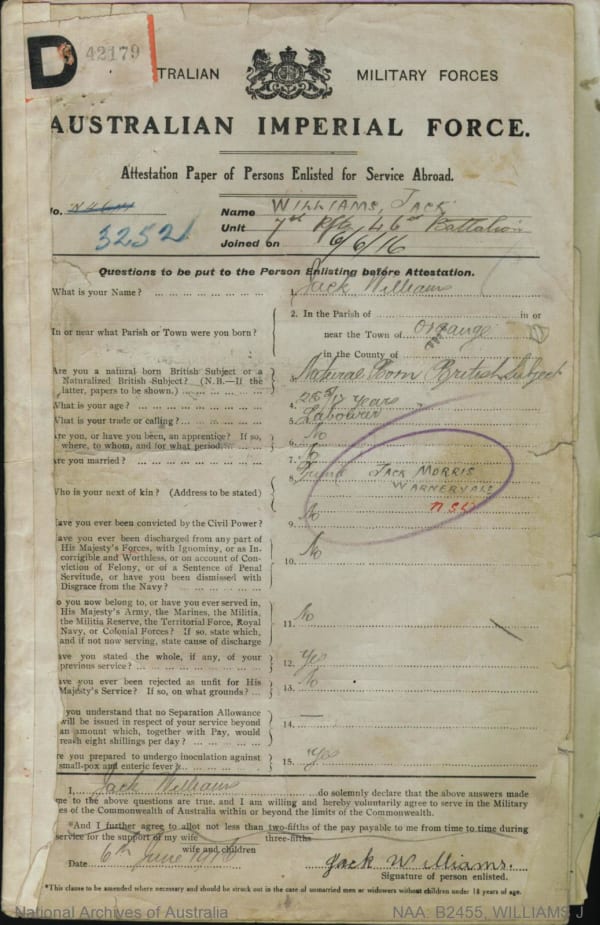 D 42179
TRALIAN MILITARY FORCES
AUSTRALIAN IMPERIAL FORCE.
Attestation Paper of Persons Enlisted for Service Abroad.
No. Name WILLIAMS, JACK
3252 Unit 7th Rfts 46th Battalion
Joined on 6/6/16
Questions to be put to the Person Enlisting before Attestation.
What is your Name? 1. Jack Williams
2. In the Parish of in or
In or near what Parish or Town were you born? near the Town of Orange
in the County of
Are you a natural born British Subject or a
Naturalized British Subject? (N.B.—If the
latter, papers to be shown.) 3. Natural Born British Subject
What is your age? 4. years
What is your trade or calling? 5. Labourer
Are you, or have you been, an apprentice? If so,
where, to whom, and for what period 6. No
Are you married? 7. No
Who is your next of kin? (Address to be stated) 8. Friend JACK MORRIS
WARNERVALE
N.S.W
ave you ever been convicted by the Civil Power? 9. No
ave you ever been discharged from any part of
His Majesty's Forces, with Ignominy, or as In-
corrigible and Worthless, or on account of Con-
viction of Felony, or of a Sentence of Penal
Servitude, or have you been dismissed with
Disgrace from the Navy? 10. No
o you now belong to, or have you ever served in,
His Majesty's Army, the Marines, the Militia,
the Militia Reserve, the Territorial Force, Royal
Navy, or Colonial Forces? If so, state which,
and if not now serving, state cause of discharge 11. No
ave you stated the whole, if any, of your
previous service? 12. Yes
ave you ever been rejected as unfit for His
Majesty's Service? If so, on what grounds? 13. No
you understand that no Separation Allowance
will be issued in respect of your service beyond
an amount which, together with Pay, would
reach eight shillings per day? 14. —
re you prepared to undergo inoculation against
small-pox and enteric fever? 15. Yes
I, Jack Williams do solemnly declare that the above answers made
me to the above questions are true, and I am willing and hereby voluntarily agree to serve in the Military
es of the Commonwealth of Australia within or beyond the limits of the Commonwealth.
*And I further agree to allot not less than two-fifths of the pay payable to me from time to time during
three-fifths
service for the support of my wife
wife and children
Date 6th June 1916 Jack Williams.
Signature of person enlisted.
*This clause to be amended where necessary and should be struck out in the case of unmarried men or widowers without children under 18 years of age.
National Archives of Australia NAA: B2455, WILLIAMS J